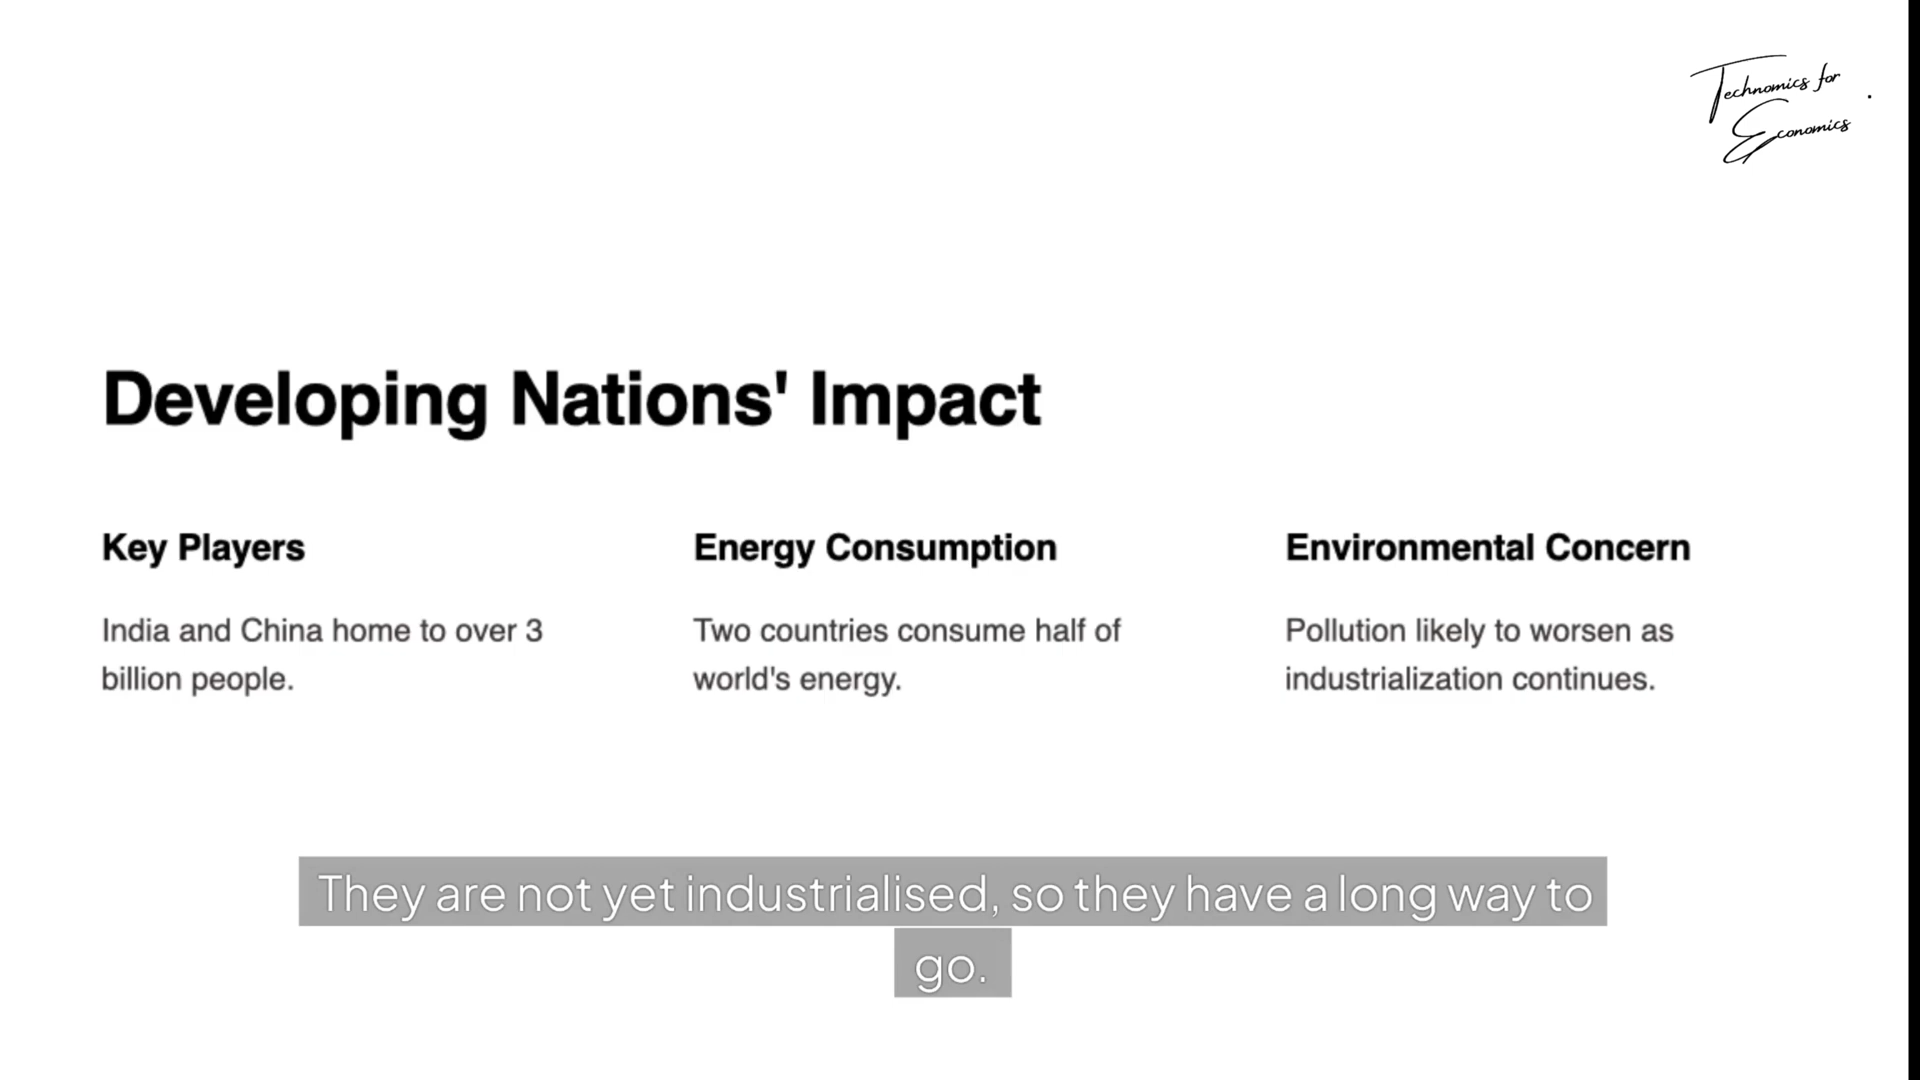 Technomics for
Economics
Developing Nations' Impact
Key Players
India and China home to over 3
billion people.
Energy Consumption
Two countries consume half of
world's energy.
Environmental Concern
Pollution likely to worsen as
industrialization continues.
They are not yet industrialised, so they have a long way to
go.